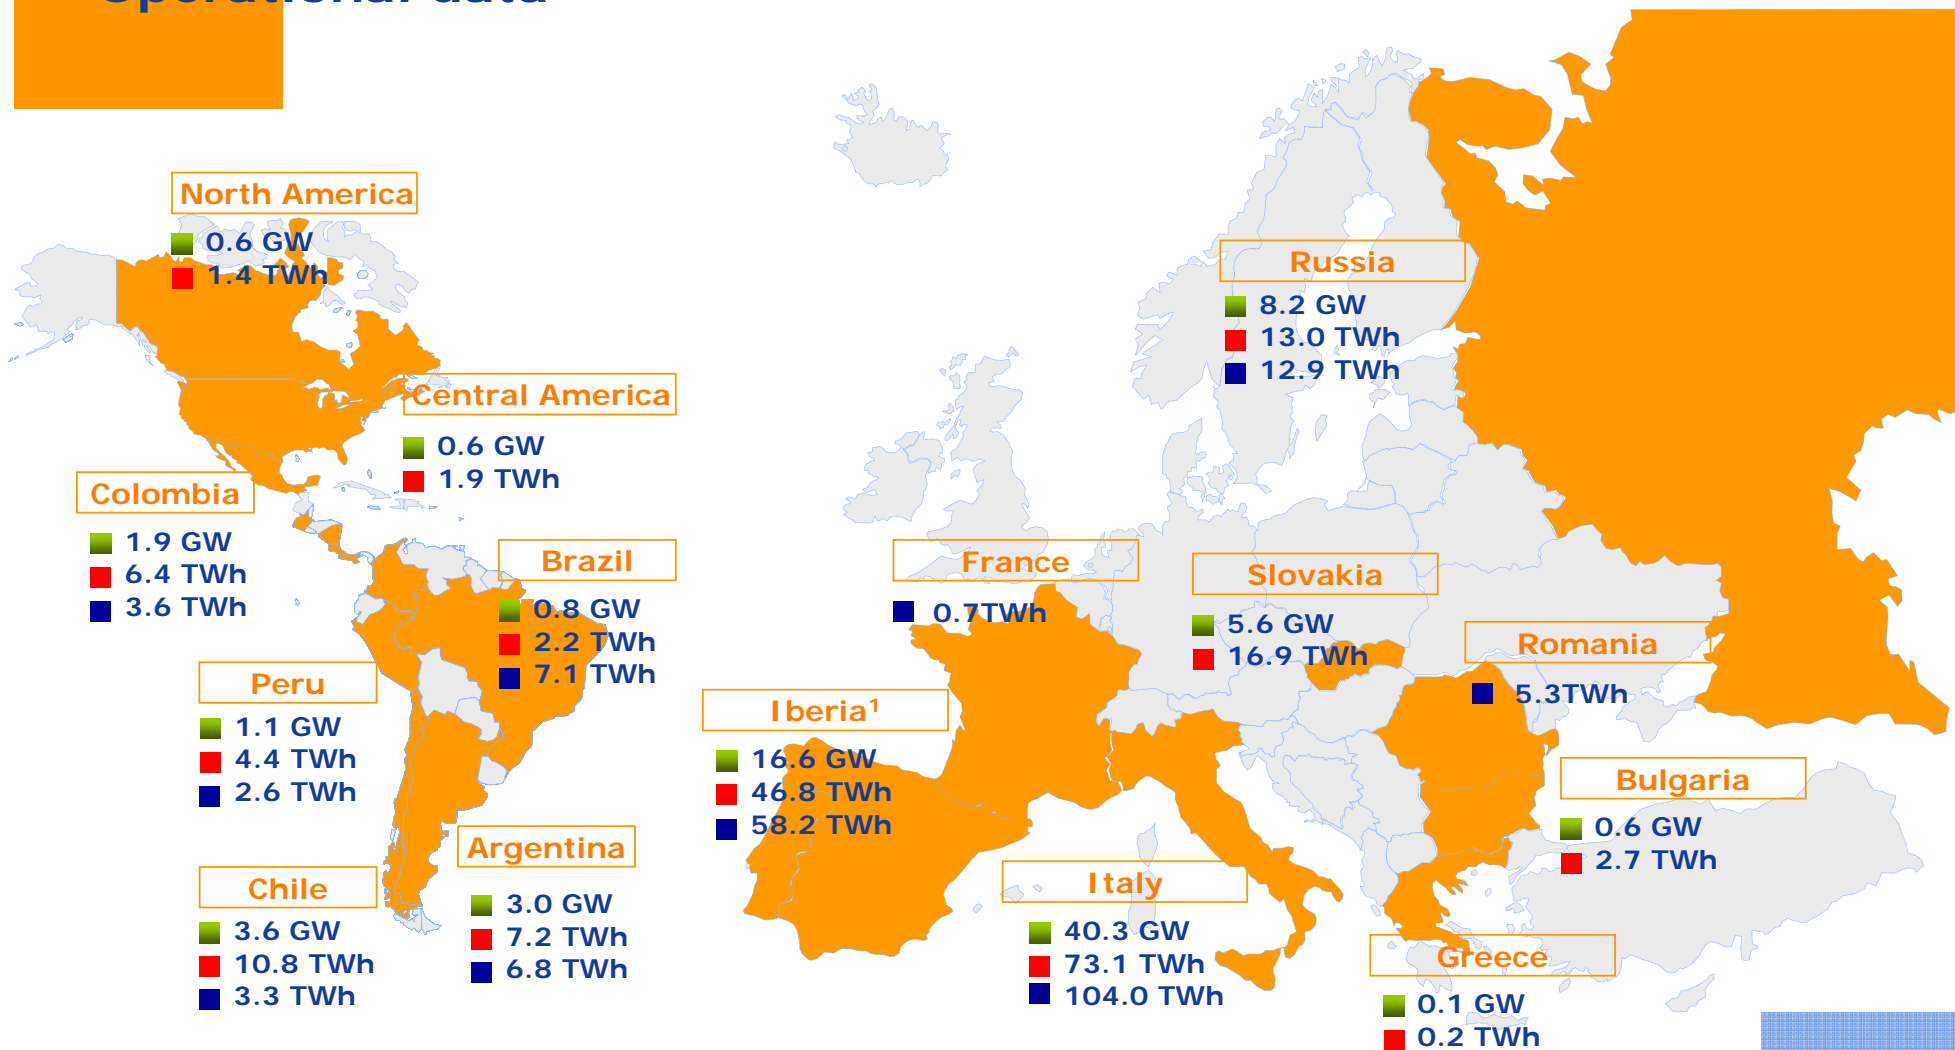 Operational data
North America
0.6 GW
1.4 TWh
Central America
0.6 GW
1.9 TWh
Colombia
1.9 GW
6.4 TWh
3.6 TWh
Brazil
0.8 GW
2.2 TWh
7.1 TWh
Peru
1.1 GW
4.4 TWh
2.6 TWh
Argentina
3.0 GW
7.2 TWh
6.8 TWh
Chile
3.6 GW
10.8 TWh
3.3 TWh
Russia
8.2 GW
13.0 TWh
12.9 TWh
France
0.7TWh
Slovakia
5.6 GW
16.9 TWh
Romania
5.3TWh
Iberia¹
16.6 GW
46.8 TWh
58.2 TWh
Bulgaria
0.6 GW
2.7 TWh
Italy
40.3 GW
73.1 TWh
104.0 TWh
Greece
0.1 GW
0.2 TWh